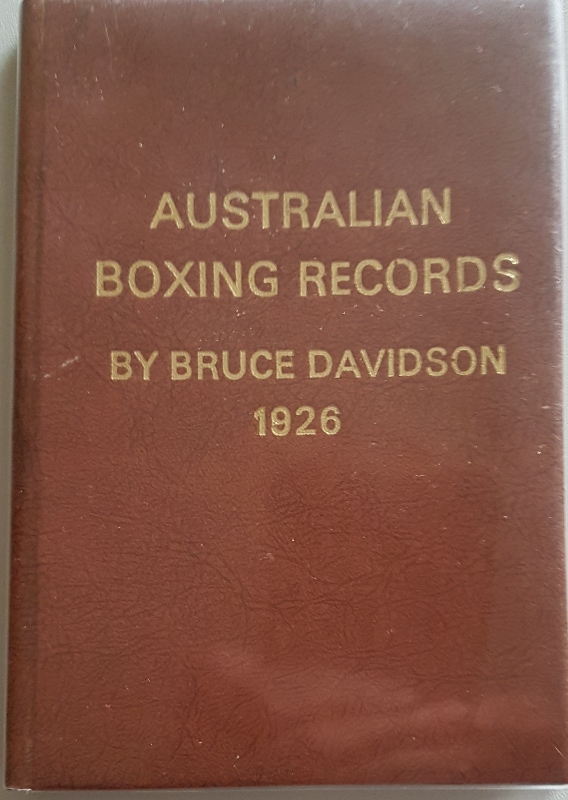 AUSTRALIAN
BOXING RECORDS
BY BRUCE DAVIDSON
1926